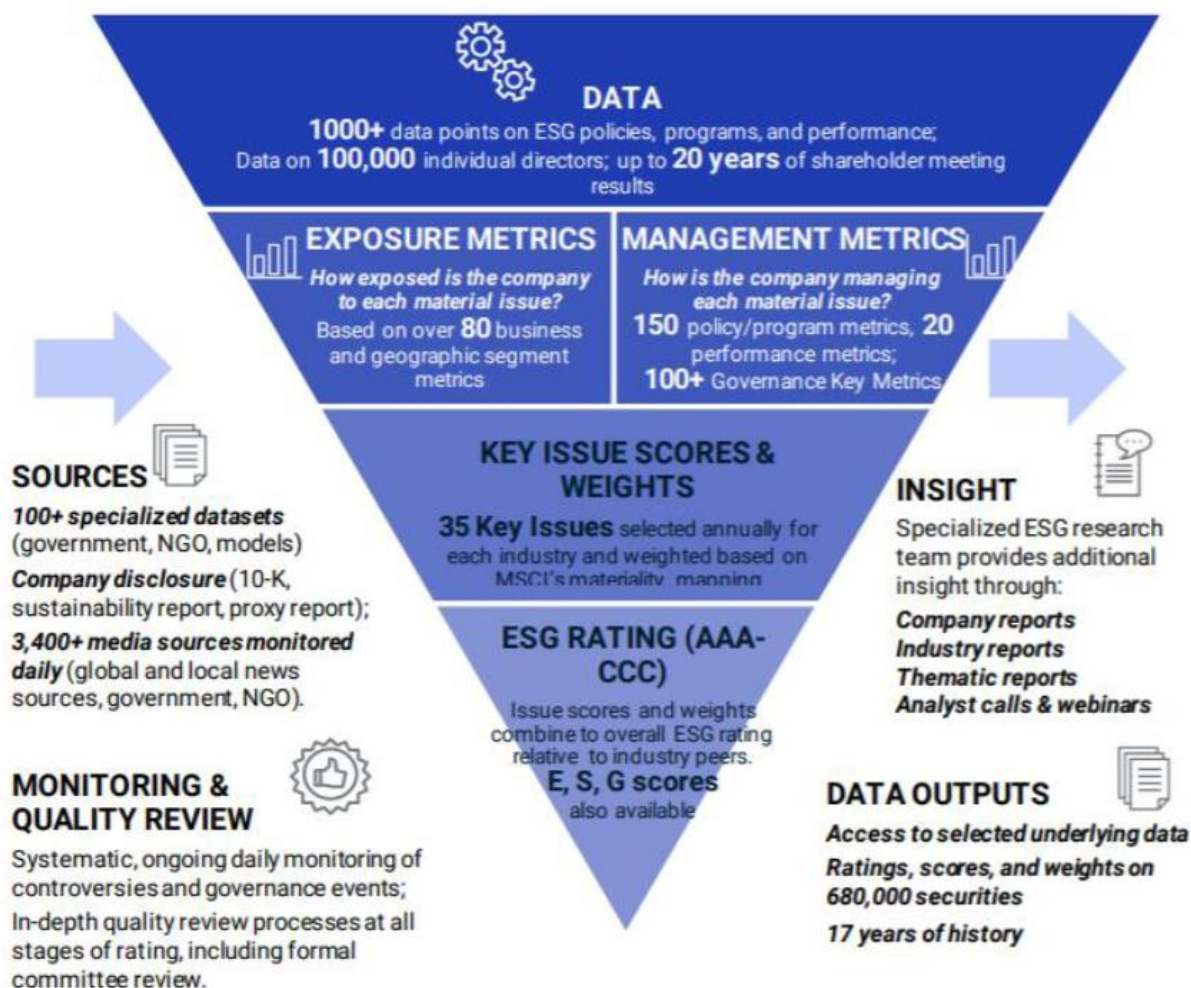 DATA
1000+ data points on ESG policies, programs, and performance;
Data on 100,000 individual directors; up to 20 years of shareholder meeting
results
EXPOSURE METRICS
How exposed is the company
to each material issue?
Based on over 80 business
and geographic segment
metrics
MANAGEMENT METRICS
How is the company managing
each material issue?
150 policy/program metrics, 20
performance metrics;
100+ Governance Key Metrics
KEY ISSUE SCORES &
WEIGHTS
35 Key Issues selected annually for
each industry and weighted based on
MSCI's materiality mapping
ESG RATING (AAA-
CCC)
Issue scores and weights
combine to overall ESG rating
relative to industry peers.
E, S, G scores
also available
SOURCES
100+ specialized datasets
(government, NGO, models)
Company disclosure (10-K,
sustainability report, proxy report);
3,400+ media sources monitored
daily (global and local news
sources, government, NGO).
MONITORING &
QUALITY REVIEW
Systematic, ongoing daily monitoring of
controversies and governance events;
In-depth quality review processes at all
stages of rating, including formal
committee review.
INSIGHT
Specialized ESG research
team provides additional
insight through:
Company reports
Industry reports
Thematic reports
Analyst calls & webinars
DATA OUTPUTS
Access to selected underlying data
Ratings, scores, and weights on
680,000 securities
17 years of history